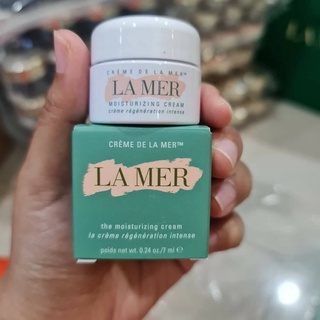 CRÈME DE LA MER™
LA MER
MOISTURIZING CREAM
crème régénération intense
CRÈME DE LA MER™
LA MER
the moisturizing cream
la crème régénération intense
poids net wt. 0.24 oz./7 ml ℮